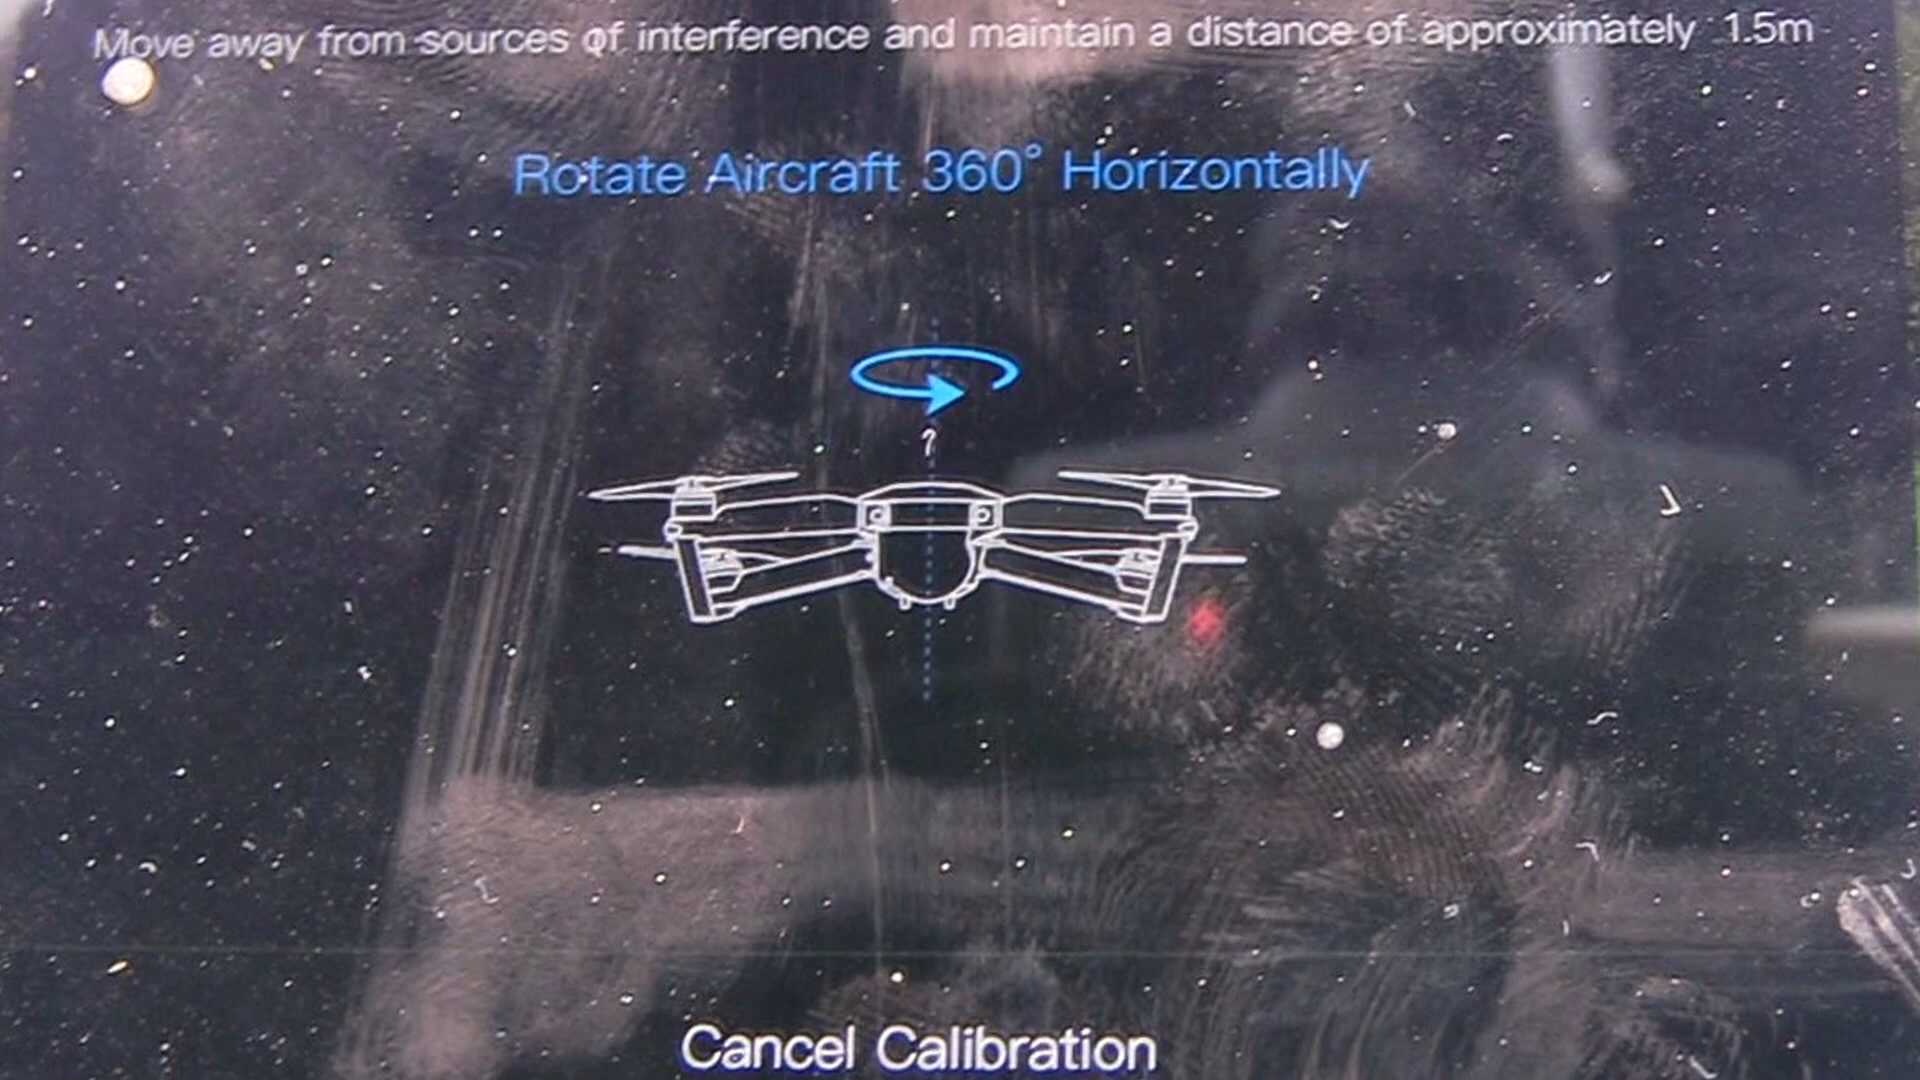 Move away from sources of interference and maintain a distance of approximately 1.5m
Rotate Aircraft 360° Horizontally
Cancel Calibration